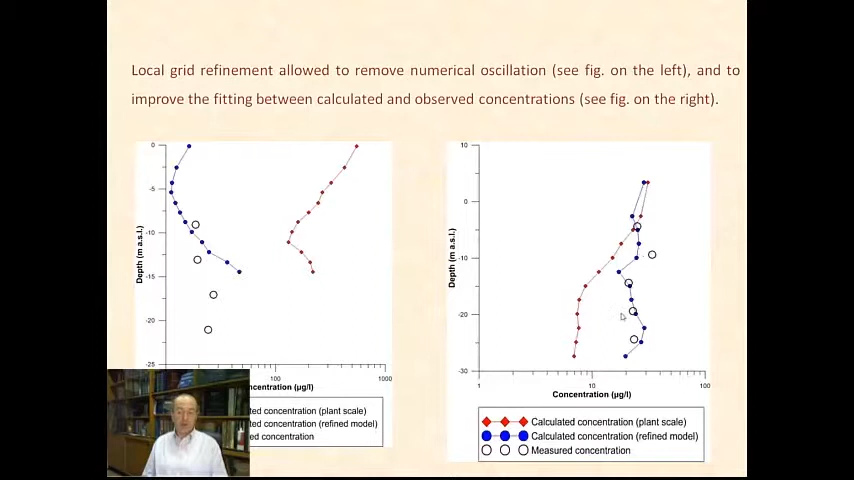 Local grid refinement allowed to remove numerical oscillation (see fig. on the left), and to
improve the fitting between calculated and observed concentrations (see fig. on the right).
0
-5
-10
-15
-20
-25
Depth (m a.s.l.)
100
1000
ncentration (µg/l)
ted concentration (plant scale)
ted concentration (refined model)
ed concentration
10
0
-10
-20
-30
Depth (m a.s.l.)
1
10
100
Concentration (µg/l)
Calculated concentration (plant scale)
Calculated concentration (refined model)
Measured concentration